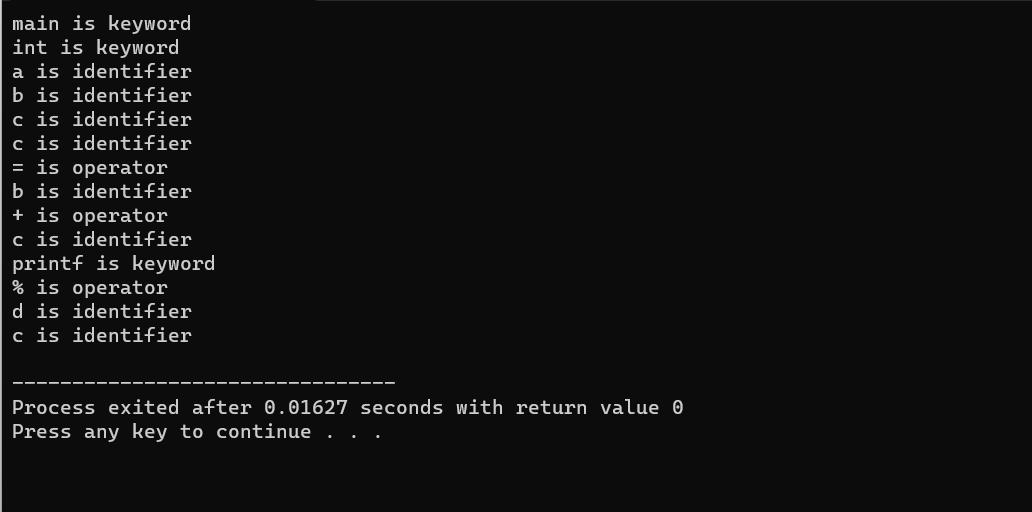 main is keyword
int is keyword
a is identifier
b is identifier
c is identifier
c is identifier
= is operator
b is identifier
+ is operator
c is identifier
printf is keyword
% is operator
d is identifier
c is identifier
--------------------------------
Process exited after 0.01627 seconds with return value 0
Press any key to continue . . .